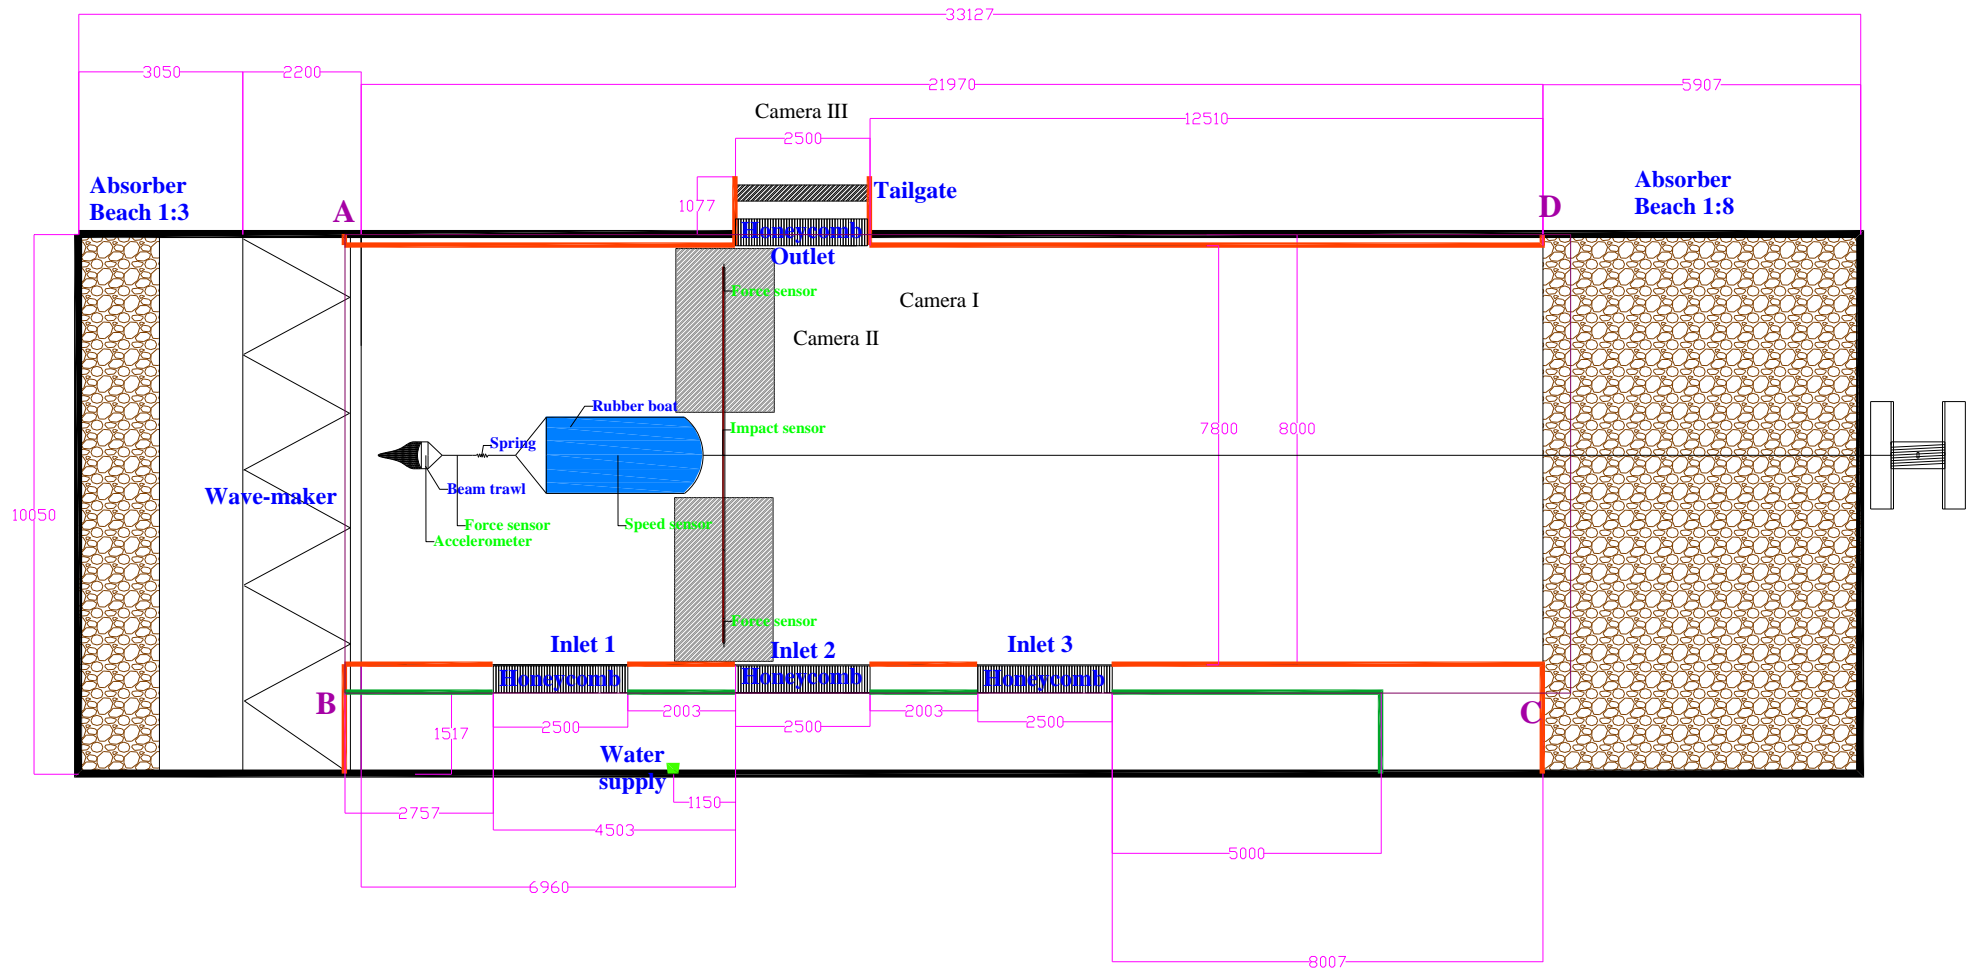 33127
3050
2200
21970
5907
Camera III
12510
2500
Absorber
Beach 1:3
A
1077
Tailgate
D
Absorber
Beach 1:8
Honeycomb
Outlet
Force sensor
Camera I
Camera II
Rubber boat
Impact sensor
7800
8000
Spring
Beam trawl
Wave-maker
10050
Force sensor
Speed sensor
Accelerometer
Force sensor
Inlet 1
Inlet 2
Inlet 3
Honeycomb
Honeycomb
Honeycomb
B
C
2003
2003
2500
2500
2500
1517
Water
supply
1150
2757
4503
5000
6960
8007